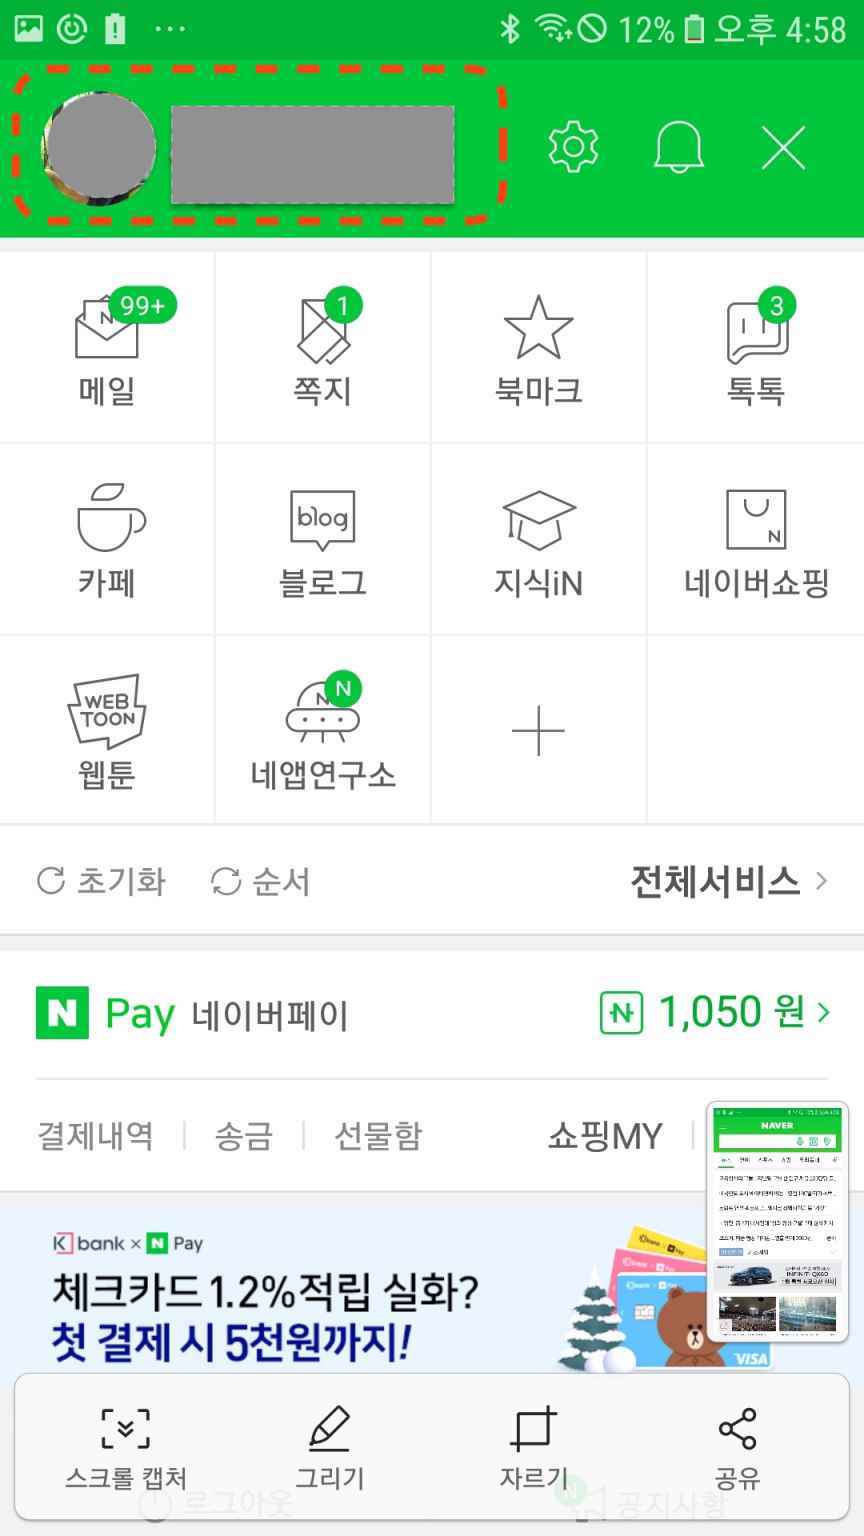 12% 오후 4:58
99+ 1 3
메일 쪽지 북마크 톡톡
blog
카페 블로그 지식iN 네이버쇼핑
WEB TOON N
웹툰 네앱연구소
초기화 순서 전체서비스
N Pay 네이버페이 N 1,050 원
결제내역 송금 선물함 쇼핑MY
NAVER
K bank × N Pay
체크카드 1.2% 적립 실화?
첫 결제 시 5천원까지!
INFINITI QX60
VISA
스크롤 캡처 그리기 자르기 공유
로그아웃 공지사항